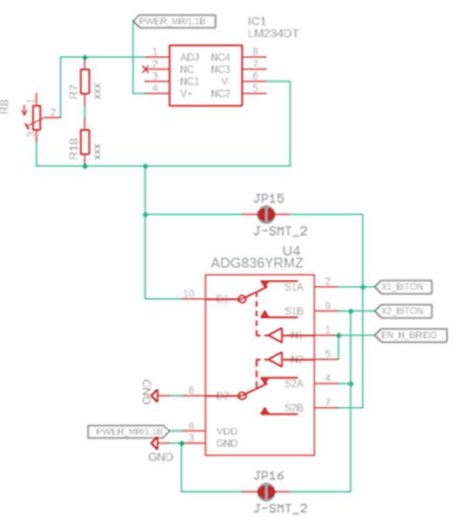 PWER_MR/1.1B
IC1
LM234DT
1 ADJ NC4 8
2 NC NC3 7
3 NC1 V- 6
4 V+ NC2 5
R8
1
2
3
R7
xxx
R18
xxx
JP15
J-SMT_2
U4
ADG836YRMZ
10 D1 S1A 2
X1_BITON
S1B 9
X2_BITON
IN1 1
EN_H_BRIDG
IN2 5
GND
6 D2 S2A 4
S2B 7
PWER_MR/1.1B
8 VDD
3 GND
GND
JP16
J-SMT_2